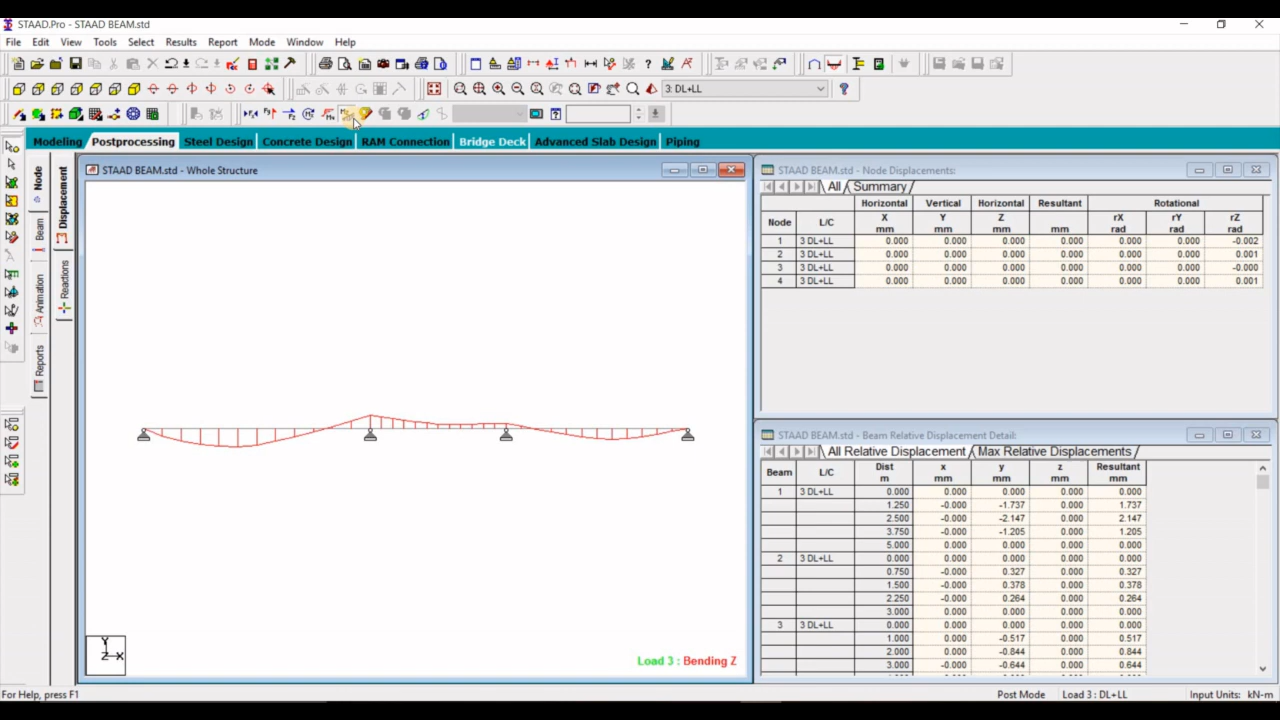 STAAD.Pro - STAAD BEAM.std
File Edit View Tools Select Results Report Mode Window Help
3: DL+LL
Modeling Postprocessing Steel Design Concrete Design RAM Connection Bridge Deck Advanced Slab Design Piping
Node
Beam
Animation
Reports
Displacement
Reactions
STAAD BEAM.std - Whole Structure
Y
Z X
Load 3 : Bending Z
STAAD BEAM.std - Node Displacements:
All Summary
Horizontal Vertical Horizontal Resultant Rotational
Node L/C X mm Y mm Z mm mm rX rad rY rad rZ rad
1 3 DL+LL 0.000 0.000 0.000 0.000 0.000 0.000 -0.002
2 3 DL+LL 0.000 0.000 0.000 0.000 0.000 0.000 0.001
3 3 DL+LL 0.000 0.000 0.000 0.000 0.000 0.000 -0.000
4 3 DL+LL 0.000 0.000 0.000 0.000 0.000 0.000 0.001
STAAD BEAM.std - Beam Relative Displacement Detail:
All Relative Displacement Max Relative Displacements
Beam L/C Dist m x mm y mm z mm Resultant mm
1 3 DL+LL 0.000 0.000 0.000 0.000 0.000
1.250 -0.000 -1.737 0.000 1.737
2.500 -0.000 -2.147 0.000 2.147
3.750 -0.000 -1.205 0.000 1.205
5.000 0.000 0.000 0.000 0.000
2 3 DL+LL 0.000 0.000 0.000 0.000 0.000
0.750 -0.000 0.327 0.000 0.327
1.500 -0.000 0.378 0.000 0.378
2.250 -0.000 0.264 0.000 0.264
3.000 0.000 0.000 0.000 0.000
3 3 DL+LL 0.000 0.000 0.000 0.000 0.000
1.000 0.000 -0.517 0.000 0.517
2.000 0.000 -0.844 0.000 0.844
3.000 -0.000 -0.644 0.000 0.644
For Help, press F1
Post Mode Load 3 : DL+LL Input Units: kN-m